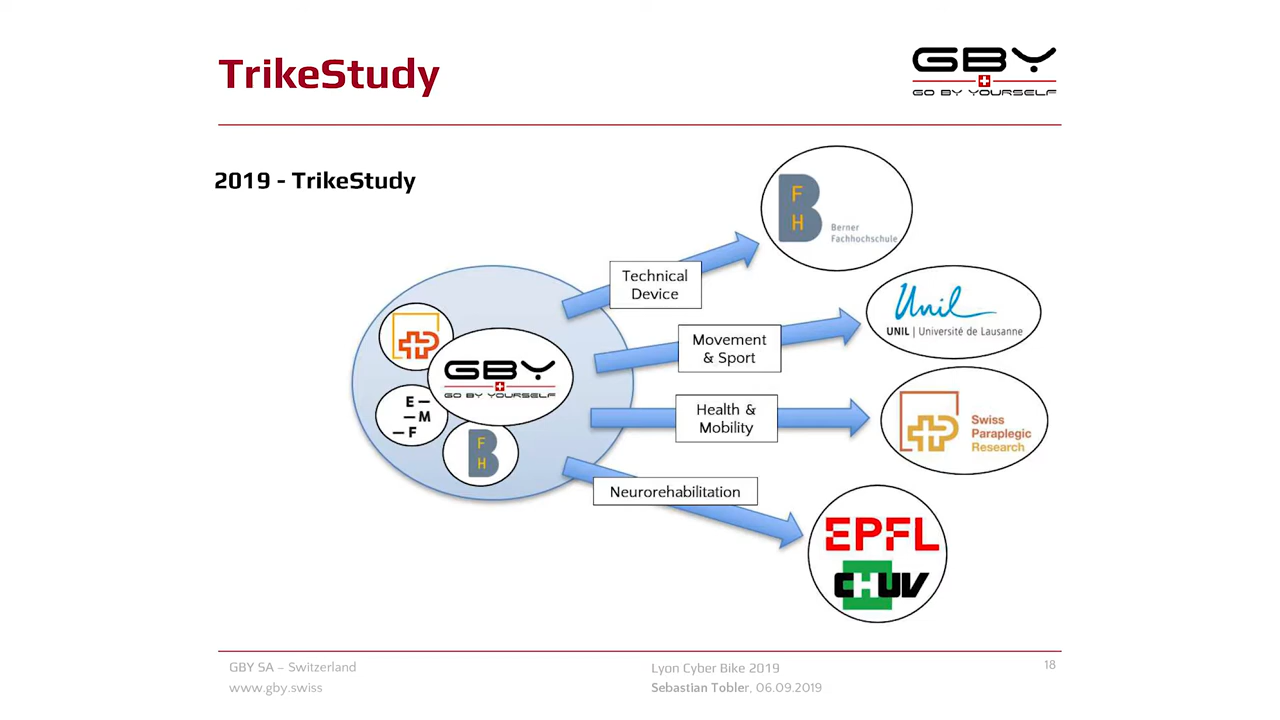 TrikeStudy
GBY
GO BY YOURSELF
2019 - TrikeStudy
F
B
H
Berner
Fachhochschule
Technical
Device
Unil
UNIL | Université de Lausanne
Movement
& Sport
GBY
GO BY YOURSELF
Health &
Mobility
Swiss
Paraplegic
Research
E –
– M
– F
F
B
H
Neurorehabilitation
EPFL
CHUV
GBY SA – Switzerland
www.gby.swiss
Lyon Cyber Bike 2019
Sebastian Tobler, 06.09.2019
18